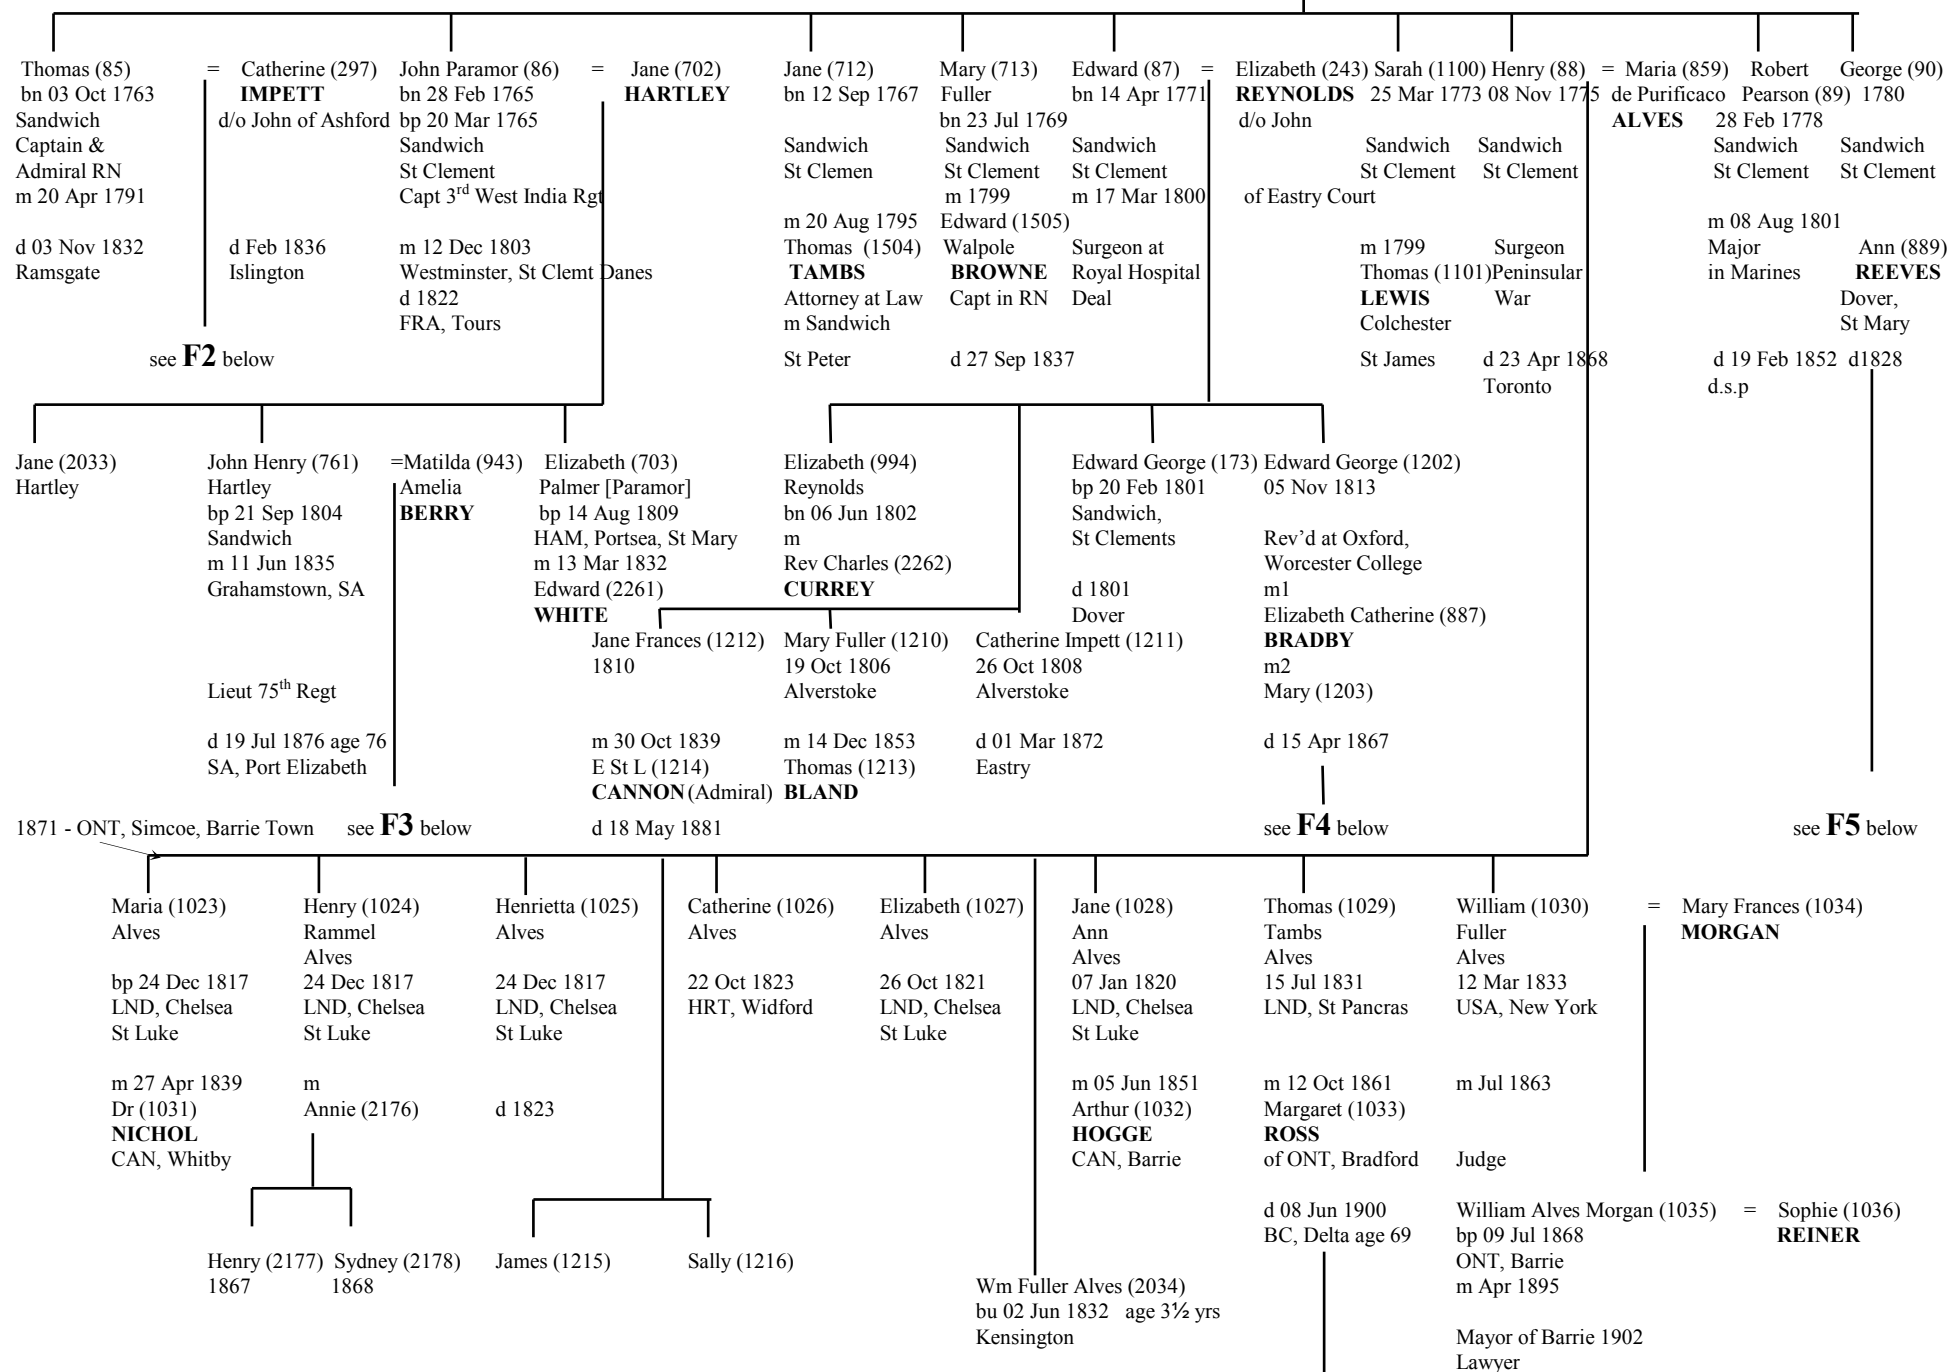 Thomas (85) = Catherine (297) John Paramor (86) = Jane (702) Jane (712) Mary (713) Edward (87) = Elizabeth (243) Sarah (1100) Henry (88) = Maria (859) Robert George (90)
bn 03 Oct 1763 IMPETT bn 28 Feb 1765 HARTLEY bn 12 Sep 1767 Fuller bn 14 Apr 1771 REYNOLDS 25 Mar 1773 08 Nov 1775 de Purificaco Pearson (89) 1780
Sandwich d/o John of Ashford bp 20 Mar 1765 bn 23 Jul 1769 d/o John ALVES 28 Feb 1778
Captain & Sandwich Sandwich Sandwich Sandwich Sandwich Sandwich Sandwich Sandwich
Admiral RN St Clement St Clemen St Clement St Clement St Clement St Clement St Clement St Clement
m 20 Apr 1791 Capt 3rd West India Rgt m 1799 m 17 Mar 1800 of Eastry Court
m 20 Aug 1795 Edward (1505) m 08 Aug 1801
d 03 Nov 1832 d Feb 1836 m 12 Dec 1803 Thomas (1504) Walpole Surgeon at m 1799 Surgeon Major Ann (889)
Ramsgate Islington Westminster, St Clemt Danes TAMBS BROWNE Royal Hospital Thomas (1101) Peninsular in Marines REEVES
d 1822 Attorney at Law Capt in RN Deal LEWIS War Dover,
FRA, Tours m Sandwich Colchester St Mary
see F2 below St Peter d 27 Sep 1837 St James d 23 Apr 1868 d 19 Feb 1852 d1828
Toronto d.s.p
Jane (2033) John Henry (761) =Matilda (943) Elizabeth (703) Elizabeth (994) Edward George (173) Edward George (1202)
Hartley Hartley Amelia Palmer [Paramor] Reynolds bp 20 Feb 1801 05 Nov 1813
bp 21 Sep 1804 BERRY bp 14 Aug 1809 bn 06 Jun 1802 Sandwich,
Sandwich HAM, Portsea, St Mary m St Clements Rev'd at Oxford,
m 11 Jun 1835 m 13 Mar 1832 Rev Charles (2262) Worcester College
Grahamstown, SA Edward (2261) CURREY d 1801 m1
WHITE Dover Elizabeth Catherine (887)
Jane Frances (1212) Mary Fuller (1210) Catherine Impett (1211) BRADBY
1810 19 Oct 1806 26 Oct 1808 m2
Lieut 75th Regt Alverstoke Alverstoke Mary (1203)
d 19 Jul 1876 age 76 m 30 Oct 1839 m 14 Dec 1853 d 01 Mar 1872 d 15 Apr 1867
SA, Port Elizabeth E St L (1214) Thomas (1213) Eastry
CANNON (Admiral) BLAND
1871 - ONT, Simcoe, Barrie Town see F3 below d 18 May 1881 see F4 below see F5 below
Maria (1023) Henry (1024) Henrietta (1025) Catherine (1026) Elizabeth (1027) Jane (1028) Thomas (1029) William (1030) = Mary Frances (1034)
Alves Rammel Alves Alves Alves Ann Tambs Fuller MORGAN
Alves Alves Alves Alves
bp 24 Dec 1817 24 Dec 1817 24 Dec 1817 22 Oct 1823 26 Oct 1821 07 Jan 1820 15 Jul 1831 12 Mar 1833
LND, Chelsea LND, Chelsea LND, Chelsea HRT, Widford LND, Chelsea LND, Chelsea LND, St Pancras USA, New York
St Luke St Luke St Luke St Luke St Luke
m 27 Apr 1839 m m 05 Jun 1851 m 12 Oct 1861 m Jul 1863
Dr (1031) Annie (2176) d 1823 Arthur (1032) Margaret (1033)
NICHOL HOGGE ROSS
CAN, Whitby CAN, Barrie of ONT, Bradford Judge
d 08 Jun 1900 William Alves Morgan (1035) = Sophie (1036)
BC, Delta age 69 bp 09 Jul 1868 REINER
Henry (2177) Sydney (2178) James (1215) Sally (1216) ONT, Barrie
1867 1868 Wm Fuller Alves (2034) m Apr 1895
bu 02 Jun 1832 age 3½ yrs
Kensington Mayor of Barrie 1902
Lawyer